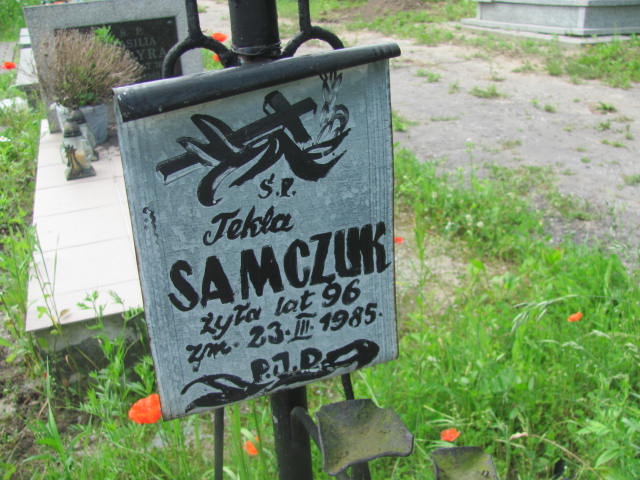 Ś.P.
Tekla
SAMCZUK
żyła lat 96
zm. 23.III.1985.
P.J.D.